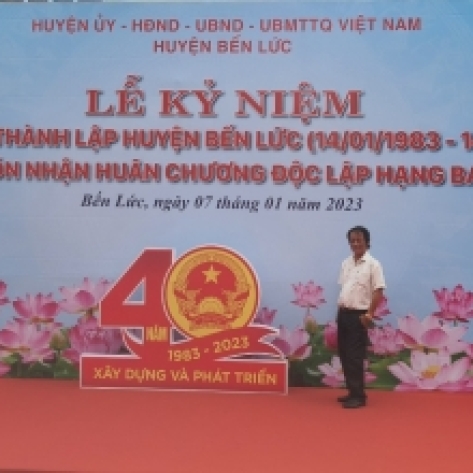 HUYỆN ỦY - HĐND - UBND - UBMTTQ VIỆT NAM
HUYỆN BẾN LỨC
LỄ KỶ NIỆM
THÀNH LẬP HUYỆN BẾN LỨC (14/01/1983 - 1
NHẬN HUÂN CHƯƠNG ĐỘC LẬP HẠNG BA
Bến Lức, ngày 07 tháng 01 năm 2023
40
NĂM
1983 - 2023
XÂY DỰNG VÀ PHÁT TRIỂN